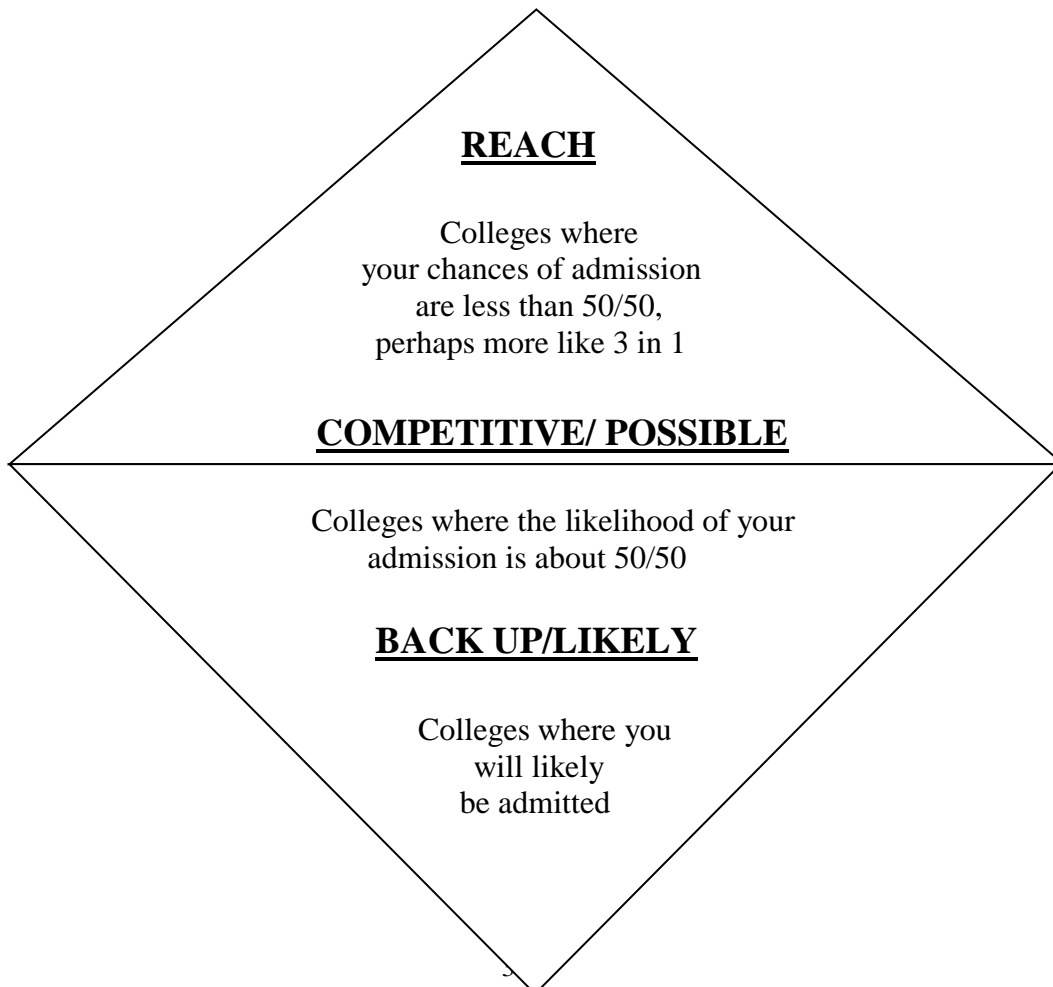 REACH
Colleges where
your chances of admission
are less than 50/50,
perhaps more like 3 in 1
COMPETITIVE/ POSSIBLE
Colleges where the likelihood of your
admission is about 50/50
BACK UP/LIKELY
Colleges where you
will likely
be admitted